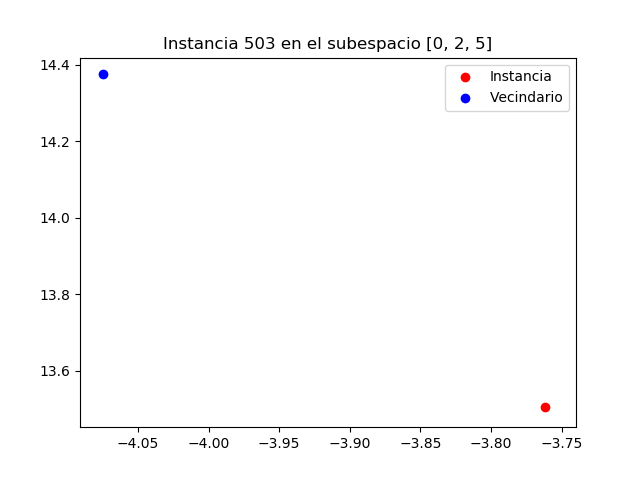 Instancia 503 en el subespacio [0, 2, 5]
14.4
14.2
14.0
13.8
13.6
Instancia
Vecindario
−4.05 −4.00 −3.95 −3.90 −3.85 −3.80 −3.75